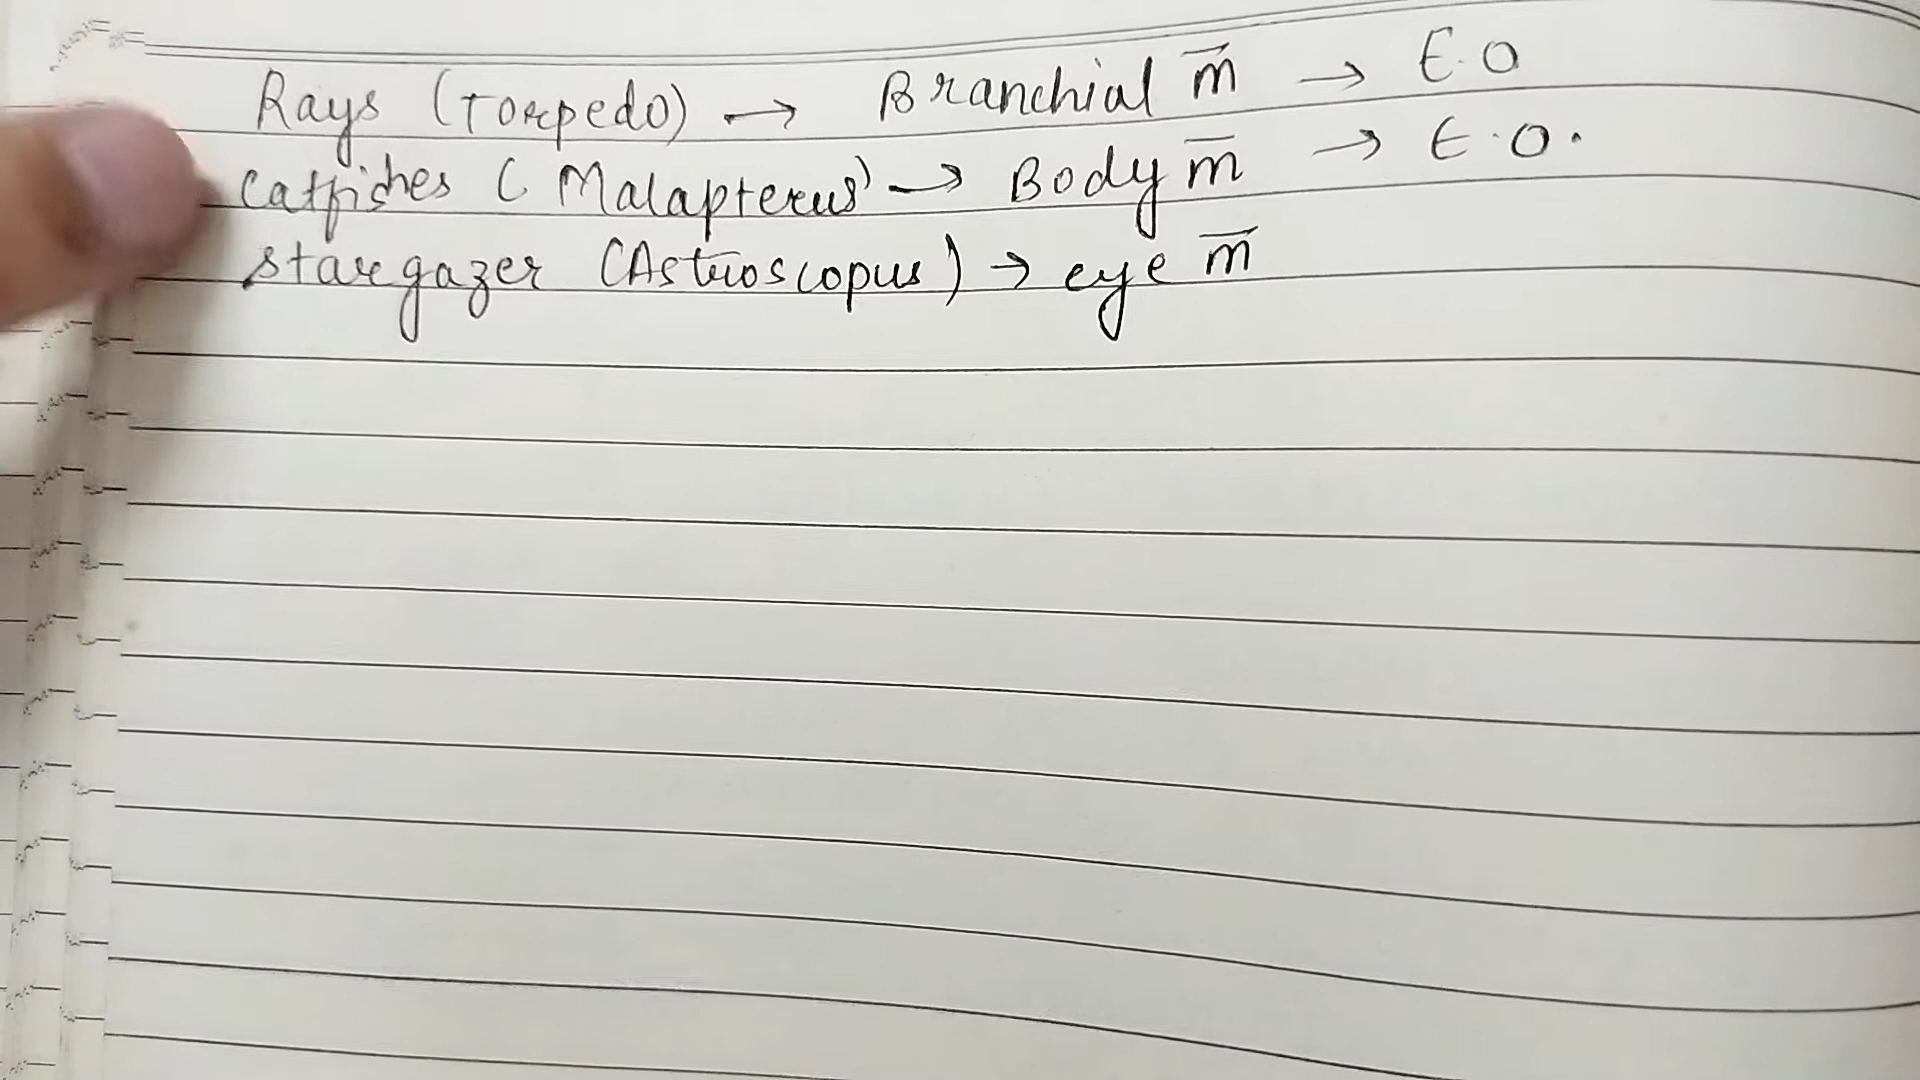 Rays (Torpedo) → Branchial m̅ → E.O
Catfishes (Malapterus) → Body m̅ → E.O.
stargazer (Astroscopus) → eye m̅